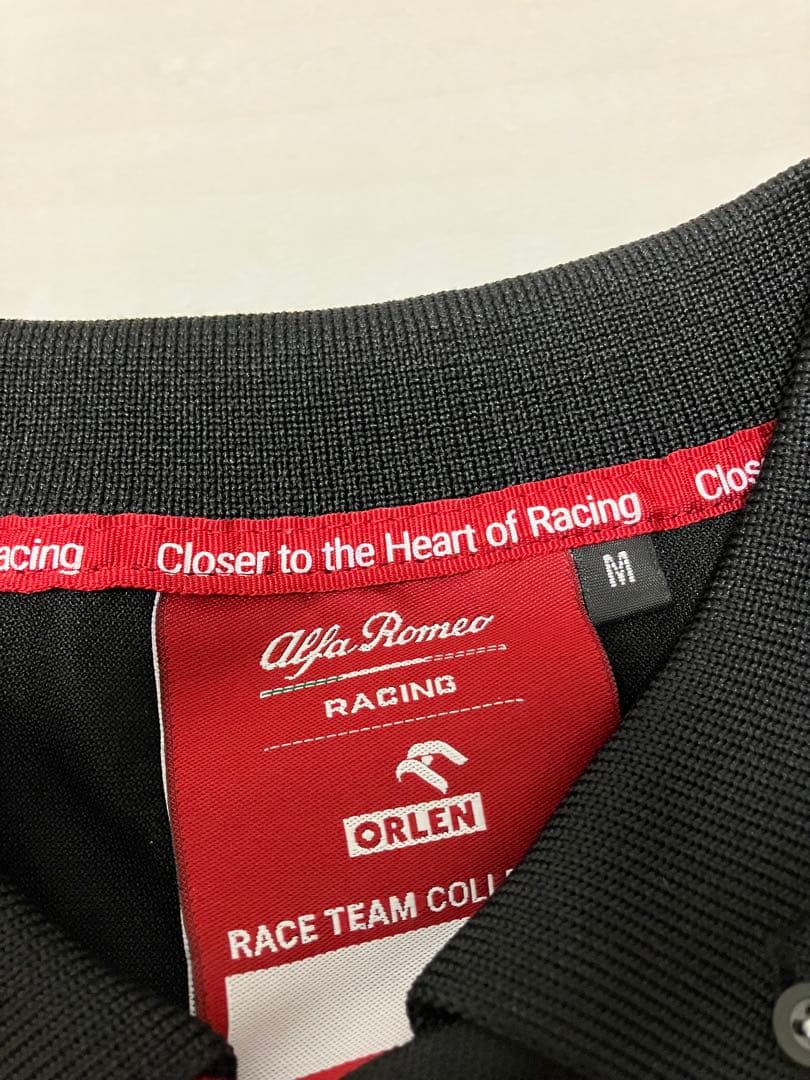 acing Closer to the Heart of Racing Clos
M
Alfa Romeo
RACING
ORLEN
RACE TEAM COLL